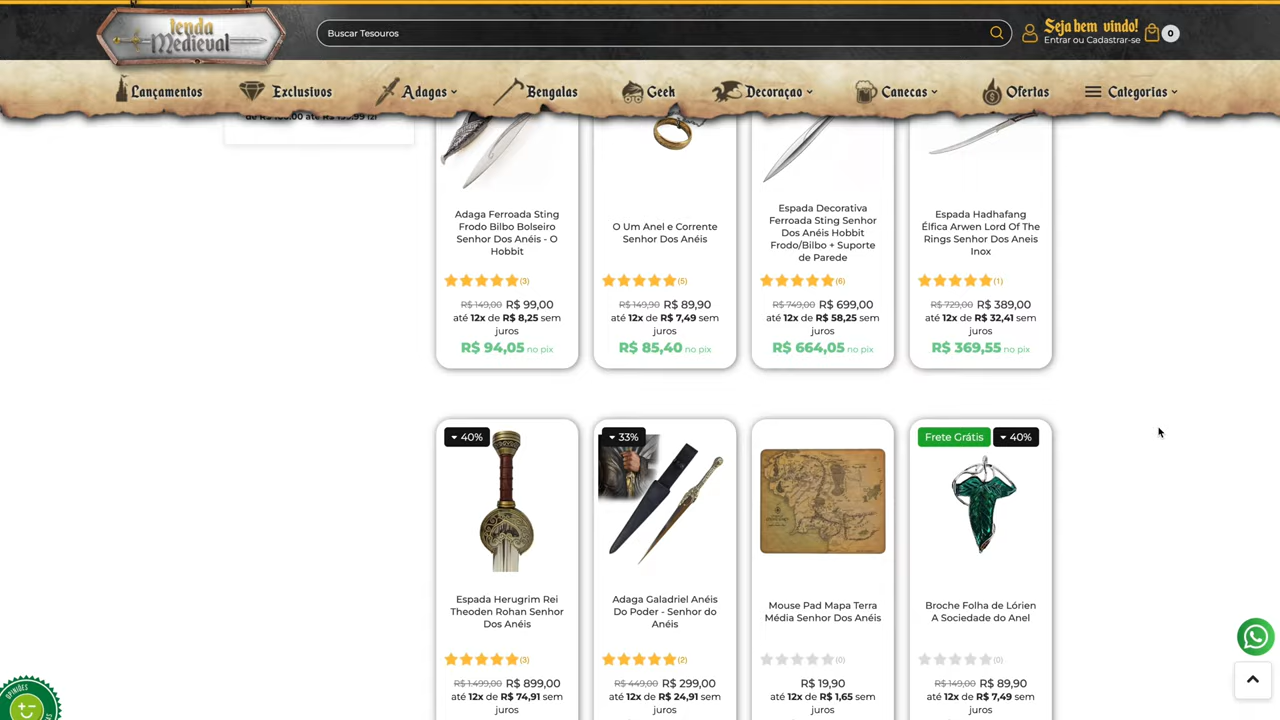 Tenda
Medieval
Buscar Tesouros
Seja bem vindo!
Entrar ou Cadastrar-se
0
Lançamentos
Exclusivos
Adagas
Bengalas
Geek
Decoraçao
Canecas
Ofertas
Categorias
Adaga Ferroada Sting
Frodo Bilbo Bolseiro
Senhor Dos Anéis - O
Hobbit
(3)
R$ 149,00 R$ 99,00
até 12x de R$ 8,25 sem
juros
R$ 94,05 no pix
O Um Anel e Corrente
Senhor Dos Anéis
(5)
R$ 149,90 R$ 89,90
até 12x de R$ 7,49 sem
juros
R$ 85,40 no pix
Espada Decorativa
Ferroada Sting Senhor
Dos Anéis Hobbit
Frodo/Bilbo + Suporte
de Parede
(6)
R$ 749,00 R$ 699,00
até 12x de R$ 58,25 sem
juros
R$ 664,05 no pix
Espada Hadhafang
Élfica Arwen Lord Of The
Rings Senhor Dos Aneis
Inox
(1)
R$ 729,00 R$ 389,00
até 12x de R$ 32,41 sem
juros
R$ 369,55 no pix
40%
Espada Herugrim Rei
Theoden Rohan Senhor
Dos Anéis
(3)
R$ 1.499,00 R$ 899,00
até 12x de R$ 74,91 sem
juros
33%
Adaga Galadriel Anéis
Do Poder - Senhor do
Anéis
(2)
R$ 449,00 R$ 299,00
até 12x de R$ 24,91 sem
juros
Mouse Pad Mapa Terra
Média Senhor Dos Anéis
(0)
R$ 19,90
até 12x de R$ 1,65 sem
juros
Frete Grátis
40%
Broche Folha de Lórien
A Sociedade do Anel
(0)
R$ 149,00 R$ 89,90
até 12x de R$ 7,49 sem
juros
OPINIÕES